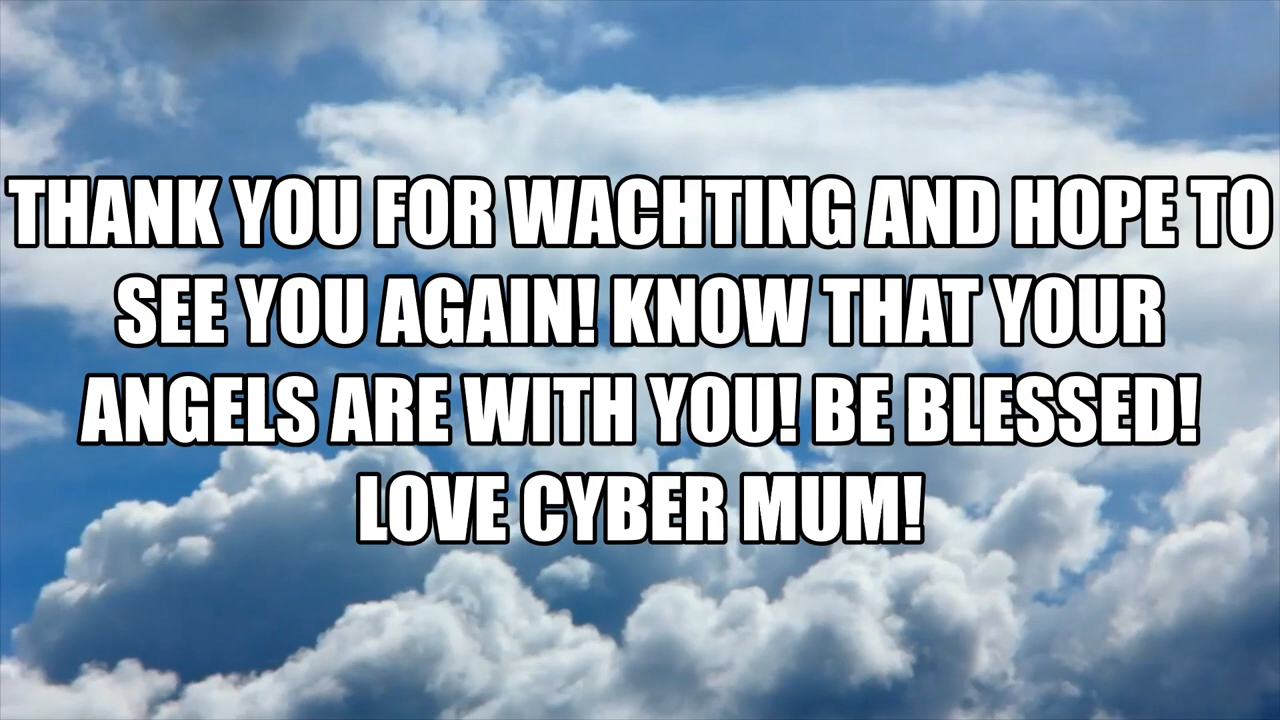 THANK YOU FOR WACHTING AND HOPE TO
SEE YOU AGAIN! KNOW THAT YOUR
ANGELS ARE WITH YOU! BE BLESSED!
LOVE CYBER MUM!